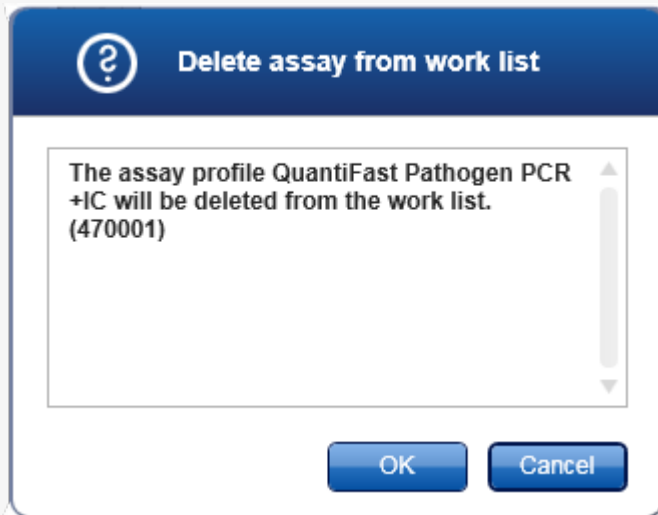 Delete assay from work list
The assay profile QuantiFast Pathogen PCR
+IC will be deleted from the work list.
(470001)
OK
Cancel